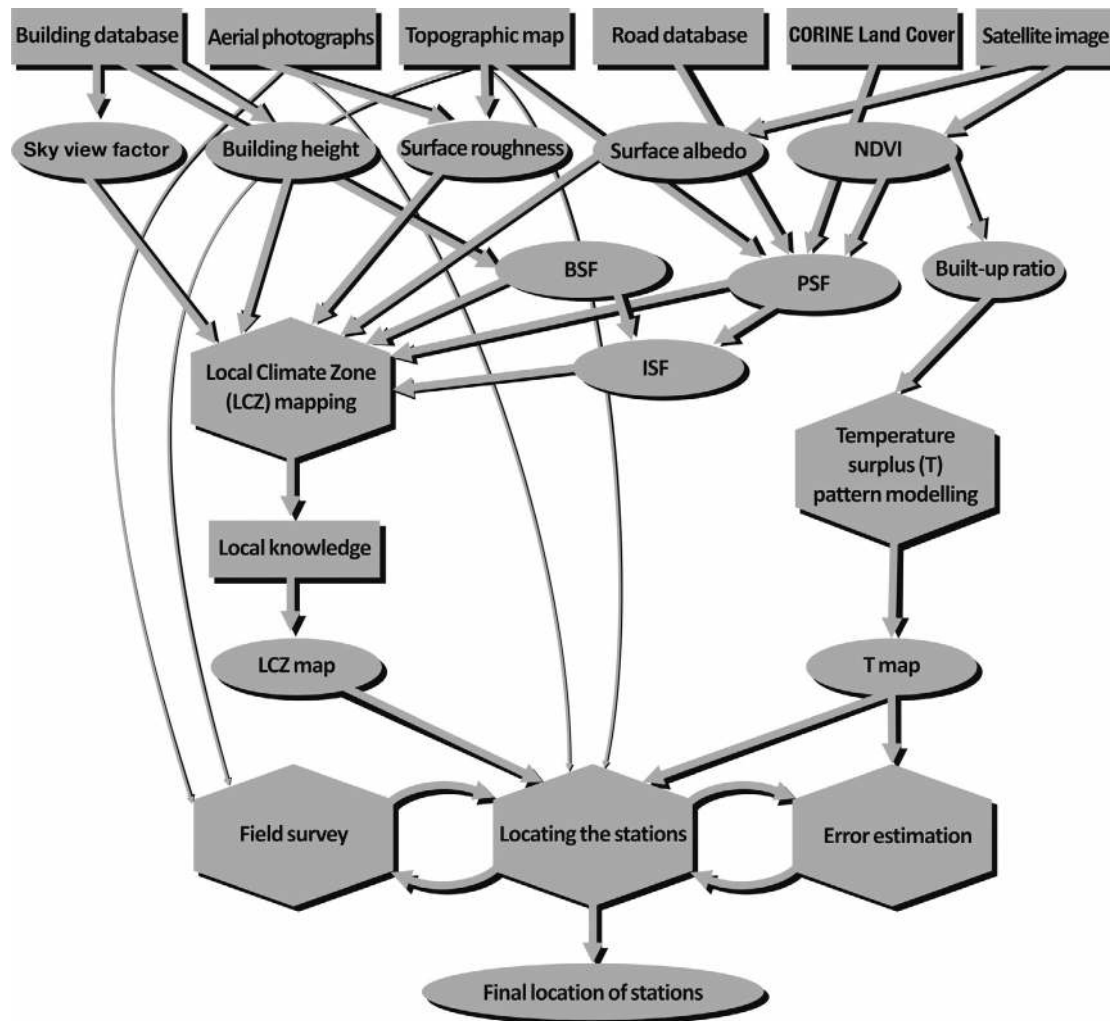 Building database
Aerial photographs
Topographic map
Road database
CORINE Land Cover
Satellite image
Sky view factor
Building height
Surface roughness
Surface albedo
NDVI
BSF
PSF
Built-up ratio
ISF
Local Climate Zone
(LCZ) mapping
Temperature
surplus (T)
pattern modelling
Local knowledge
LCZ map
T map
Field survey
Locating the stations
Error estimation
Final location of stations